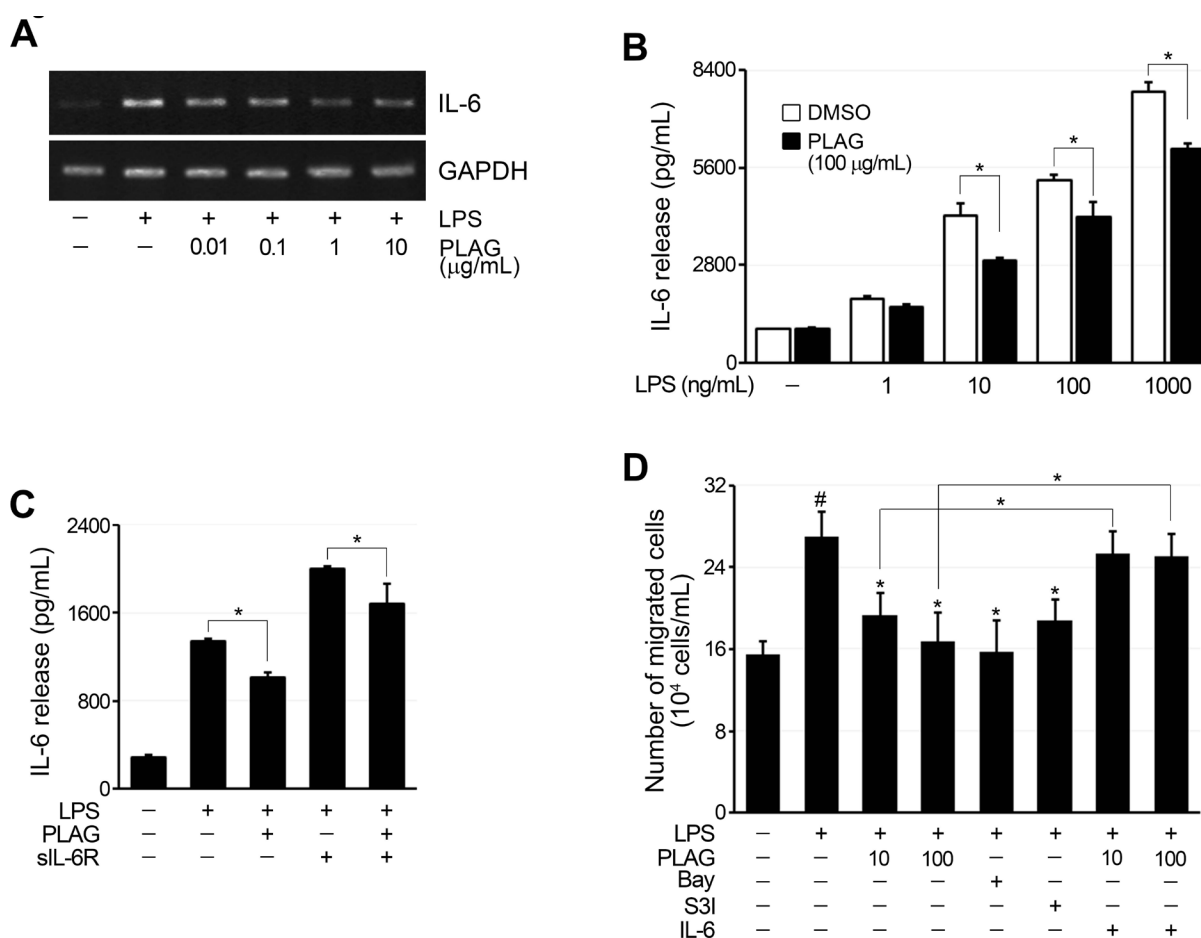 A
IL-6
GAPDH
– + + + + + LPS
– – 0.01 0.1 1 10 PLAG
(μg/mL)
B
8400
5600
2800
0
IL-6 release (pg/mL)
DMSO
PLAG
(100 μg/mL)
* * *
LPS (ng/mL) – 1 10 100 1000
C
2400
1600
800
0
IL-6 release (pg/mL)
* *
LPS – + + + +
PLAG – – + – +
sIL-6R – – – + +
D
32
24
16
8
0
Number of migrated cells
(10⁴ cells/mL)
*
*
#
* * * *
LPS – + + + + + + +
PLAG – – 10 100 – – 10 100
Bay – – – – + – – –
S3I – – – – – + – –
IL-6 – – – – – – + +